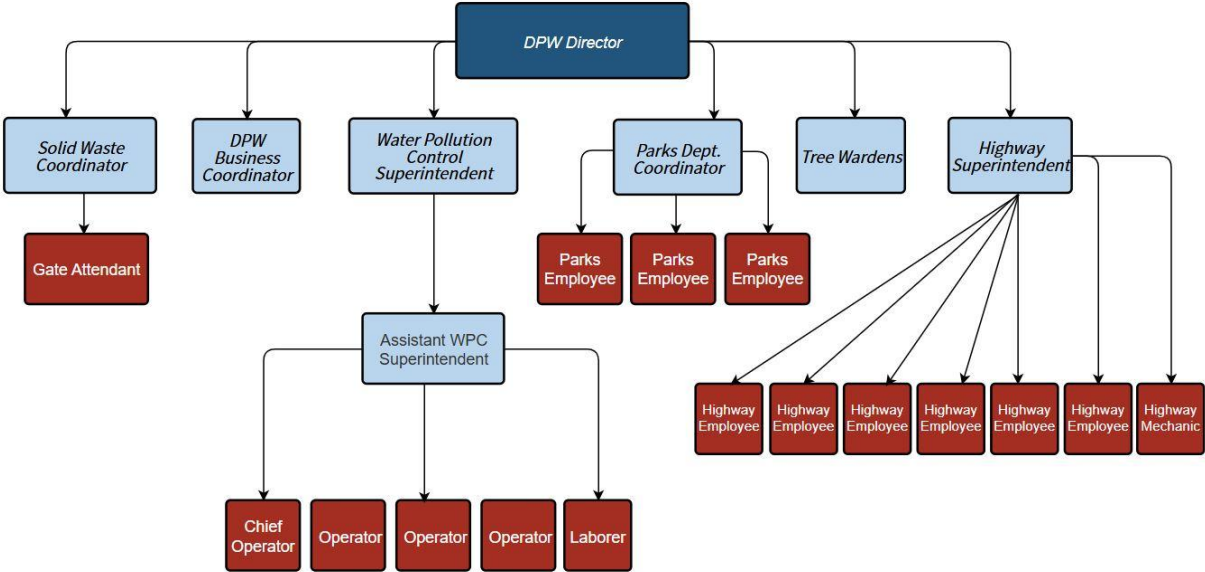 DPW Director
Solid Waste
Coordinator
DPW
Business
Coordinator
Water Pollution
Control
Superintendent
Parks Dept.
Coordinator
Tree Wardens
Highway
Superintendent
Gate Attendant
Parks
Employee
Parks
Employee
Parks
Employee
Assistant WPC
Superintendent
Highway
Employee
Highway
Employee
Highway
Employee
Highway
Employee
Highway
Employee
Highway
Employee
Highway
Mechanic
Chief
Operator
Operator
Operator
Operator
Laborer